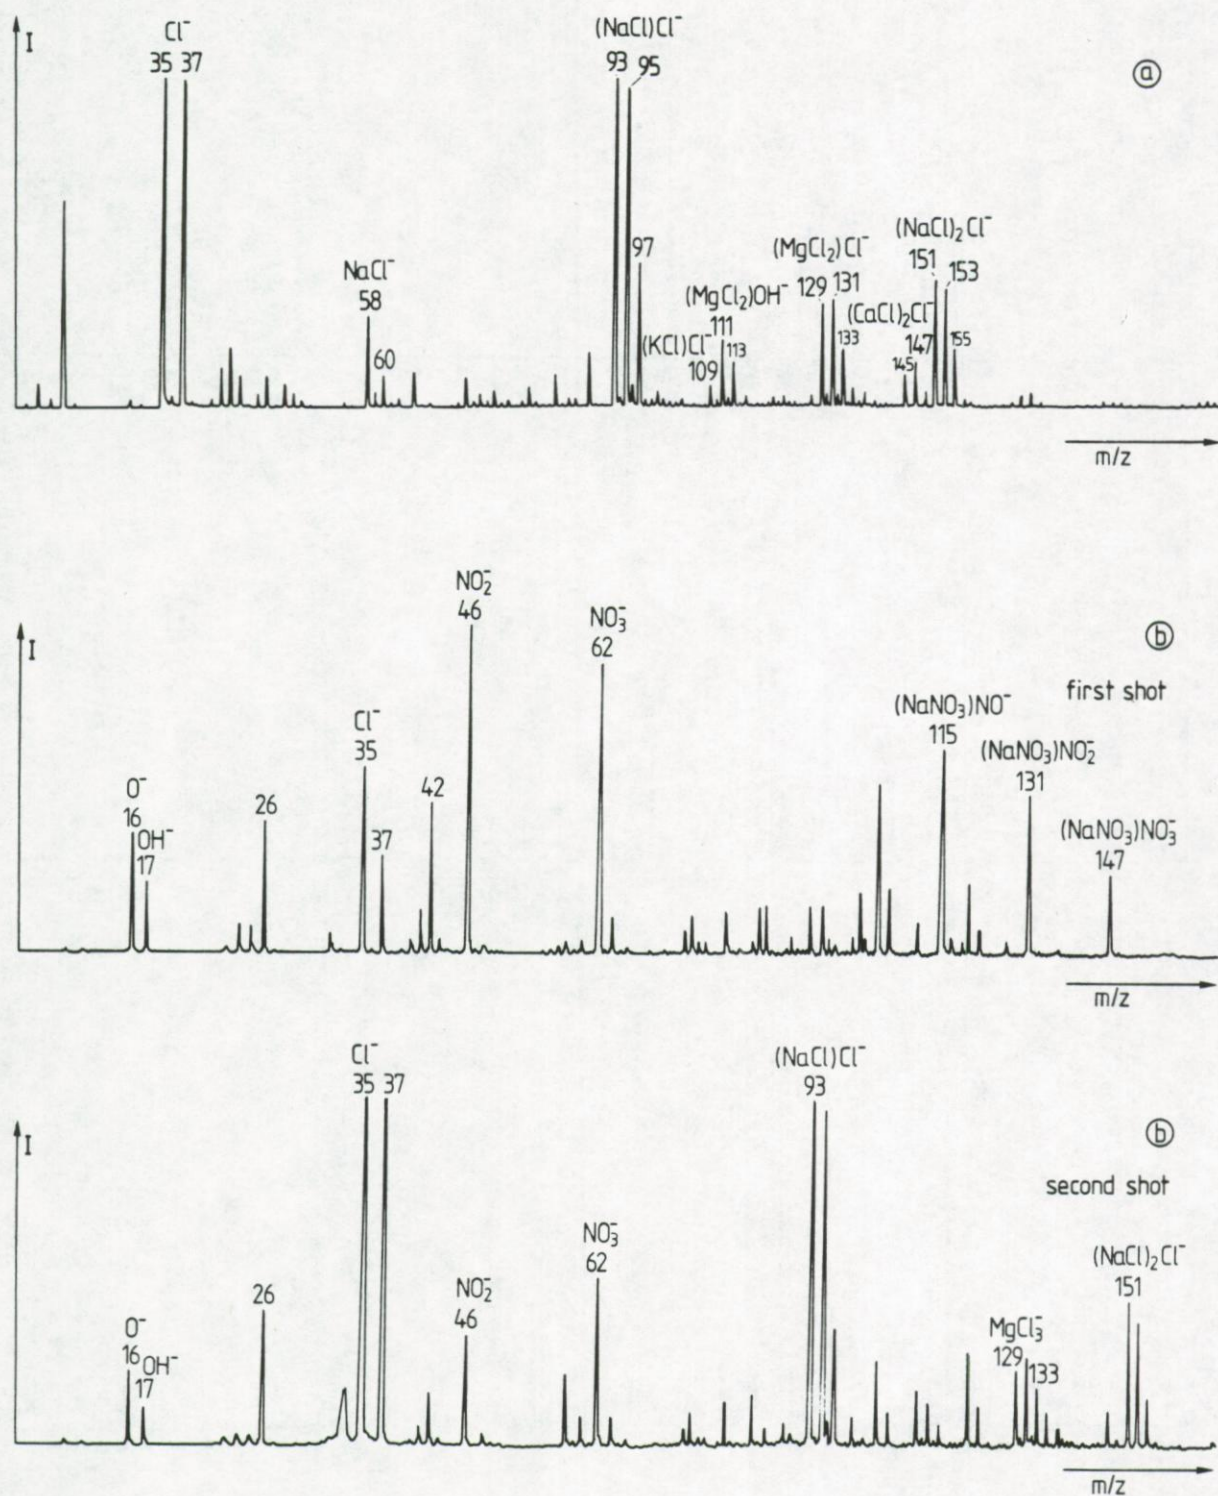 I
Cl⁻
35 37
(NaCl)Cl⁻
93 95
ⓐ
97
NaCl⁻
58
60
(KCl)Cl⁻
109
(MgCl₂)OH⁻
111
113
(MgCl₂)Cl⁻
129 131
133
(CaCl)₂Cl⁻
145
147
(NaCl)₂Cl⁻
151
153
155
m/z
I
ⓑ
first shot
O⁻
16
OH⁻
17
26
Cl⁻
35
37
42
NO₂⁻
46
NO₃⁻
62
(NaNO₃)NO⁻
115
(NaNO₃)NO₂⁻
131
(NaNO₃)NO₃⁻
147
m/z
I
ⓑ
second shot
O⁻
16
OH⁻
17
26
Cl⁻
35 37
NO₂⁻
46
NO₃⁻
62
(NaCl)Cl⁻
93
MgCl₃⁻
129
133
(NaCl)₂Cl⁻
151
m/z